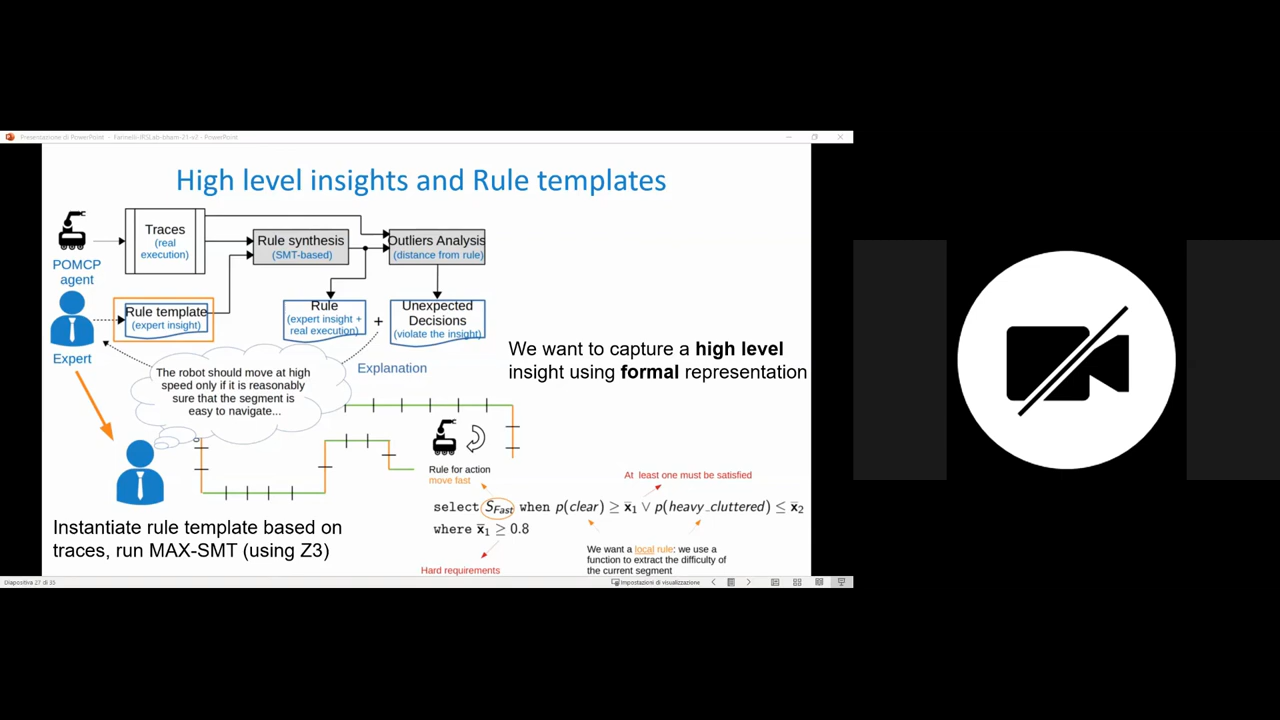 Presentazione di PowerPoint - Farinelli-IRSLab-bham-21-v2 - PowerPoint
High level insights and Rule templates
Traces
(real
execution)
Rule synthesis
(SMT-based)
Outliers Analysis
(distance from rule)
POMCP
agent
Rule template
(expert insight)
Rule
(expert insight +
real execution)
+
Unexpected
Decisions
(violate the insight)
Expert
Explanation
The robot should move at high
speed only if it is reasonably
sure that the segment is
easy to navigate...
We want to capture a high level
insight using formal representation
Rule for action
move fast
At least one must be satisfied
select S_Fast when p(clear) ≥ x̅₁ ∨ p(heavy_cluttered) ≤ x̅₂
where x̅₁ ≥ 0.8
Instantiate rule template based on
traces, run MAX-SMT (using Z3)
We want a local rule: we use a
function to extract the difficulty of
the current segment
Hard requirements
Diapositiva 27 di 35
Impostazioni di visualizzazione